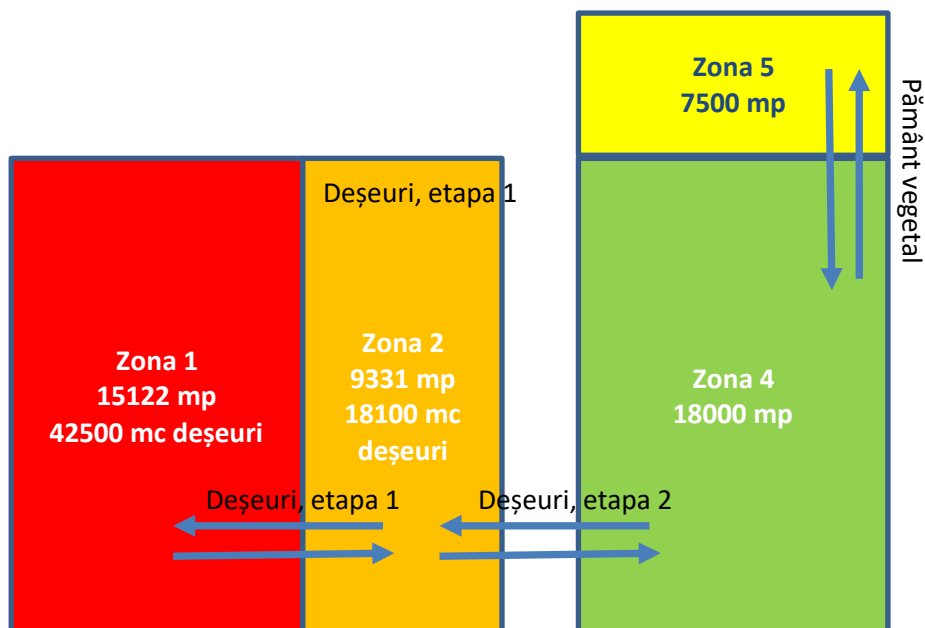 Zona 5
7500 mp
Pământ vegetal
Deșeuri, etapa 1
Zona 1
15122 mp
42500 mc deșeuri
Zona 2
9331 mp
18100 mc
deșeuri
Zona 4
18000 mp
Deșeuri, etapa 1
Deșeuri, etapa 2